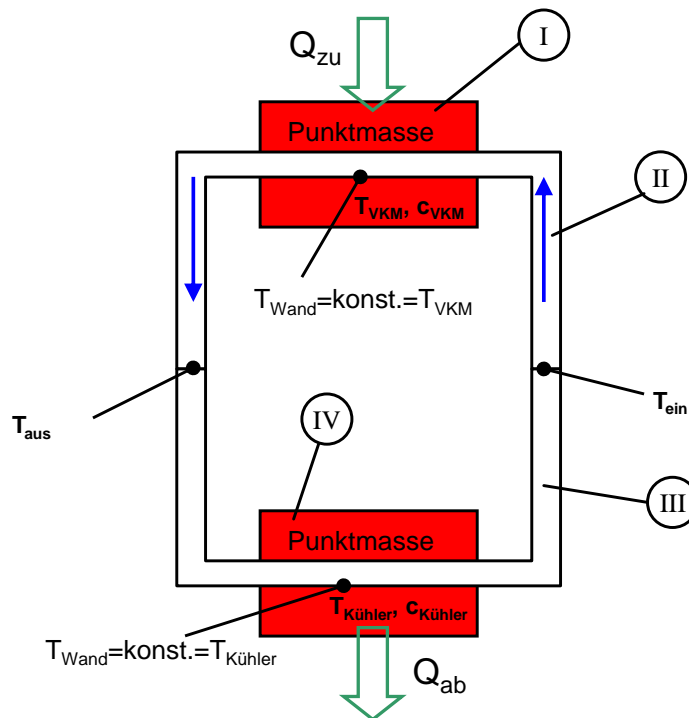 I
Q_zu
Punktmasse
II
T_VKM, c_VKM
T_Wand=konst.=T_VKM
T_aus
T_ein
IV
III
Punktmasse
T_Kühler, c_Kühler
T_Wand=konst.=T_Kühler
Q_ab